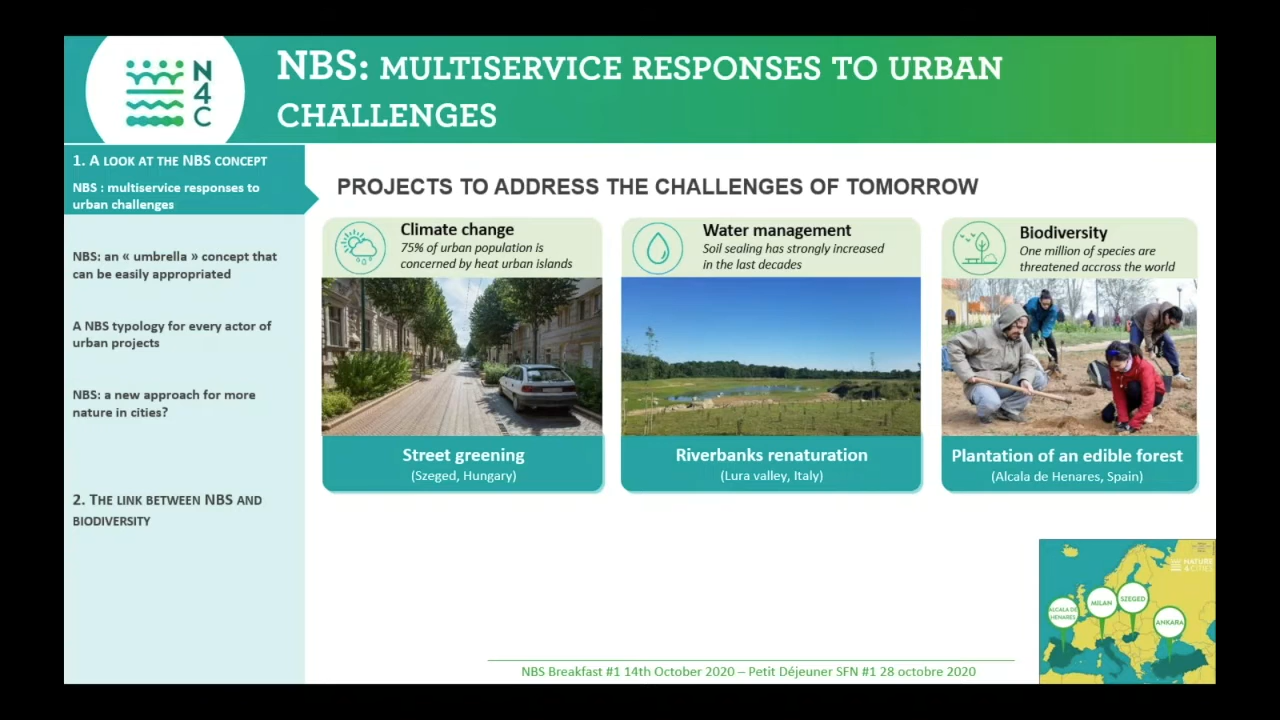 N4C
NBS: MULTISERVICE RESPONSES TO URBAN
CHALLENGES
1. A LOOK AT THE NBS CONCEPT
NBS : multiservice responses to
urban challenges
NBS: an « umbrella » concept that
can be easily appropriated
A NBS typology for every actor of
urban projects
NBS: a new approach for more
nature in cities?
2. THE LINK BETWEEN NBS AND
BIODIVERSITY
PROJECTS TO ADDRESS THE CHALLENGES OF TOMORROW
Climate change
75% of urban population is
concerned by heat urban islands
Street greening
(Szeged, Hungary)
Water management
Soil sealing has strongly increased
in the last decades
Riverbanks renaturation
(Lura valley, Italy)
Biodiversity
One million of species are
threatened accross the world
Plantation of an edible forest
(Alcala de Henares, Spain)
NATURE
4CITIES
ALCALA DE
HENARES
MILAN
SZEGED
ANKARA
NBS Breakfast #1 14th October 2020 – Petit Déjeuner SFN #1 28 octobre 2020